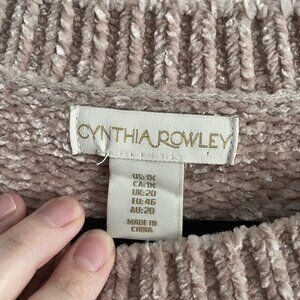 CYNTHIA ROWLEY
US: 1X
CA: 1X
UK: 20
EU: 46
AU: 20
MADE IN
CHINA